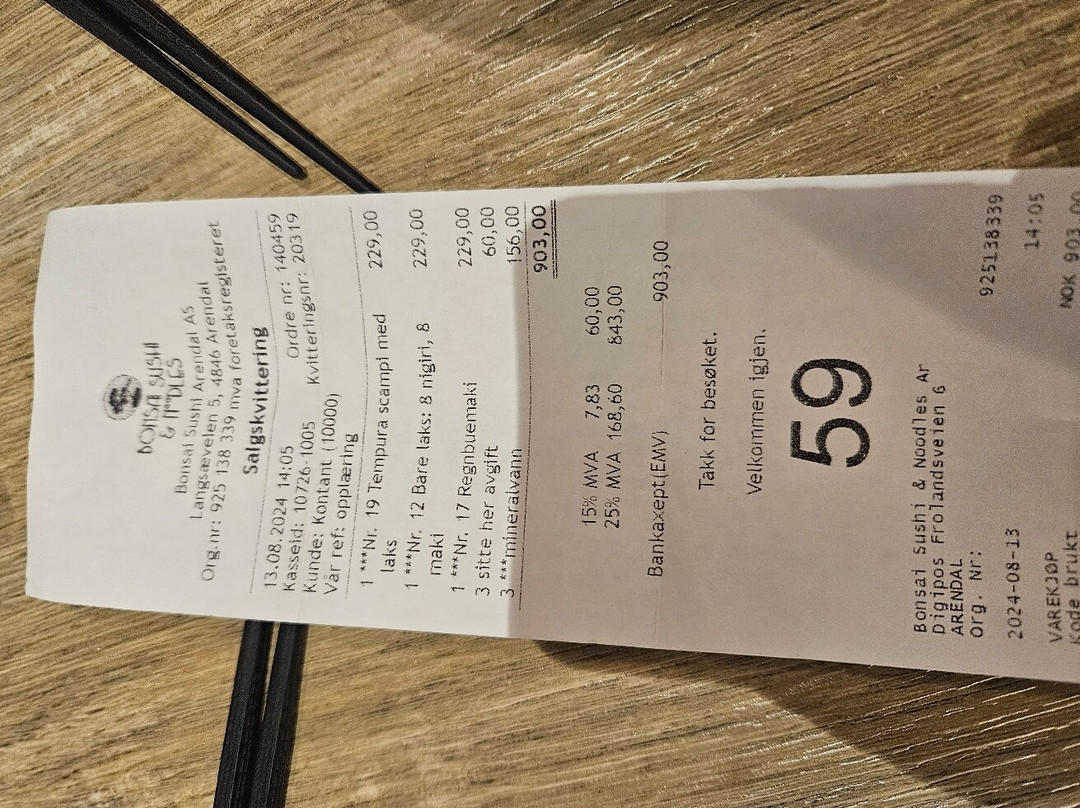 BONSAI SUSHI
& NOODLES
Bonsai Sushi Arendal AS
Langsæveien 5, 4846 Arendal
Org.nr: 925 138 339 mva foretaksregisteret
Salgskvittering
13.08.2024 14:05 Ordre nr: 140459
Kasseid: 10726-1005 Kvitteringsnr: 20319
Kunde: Kontant (10000)
Vår ref: opplæring
1 ***Nr. 19 Tempura scampi med 229,00
laks
1 ***Nr. 12 Bare laks: 8 nigiri, 8 229,00
maki
1 ***Nr. 17 Regnbuemaki 229,00
3 sitte her avgift 60,00
3 ***mineralvann 156,00
903,00
15% MVA 7,83 60,00
25% MVA 168,60 843,00
Bankaxept(EMV) 903,00
Takk for besøket.
Velkommen igjen.
59
Bonsai Sushi & Noodles Ar
Digipos Frolandsveien 6
ARENDAL
Org. Nr: 925138339
2024-08-13 14:05
VAREKJØP NOK 903,00
Kode brukt